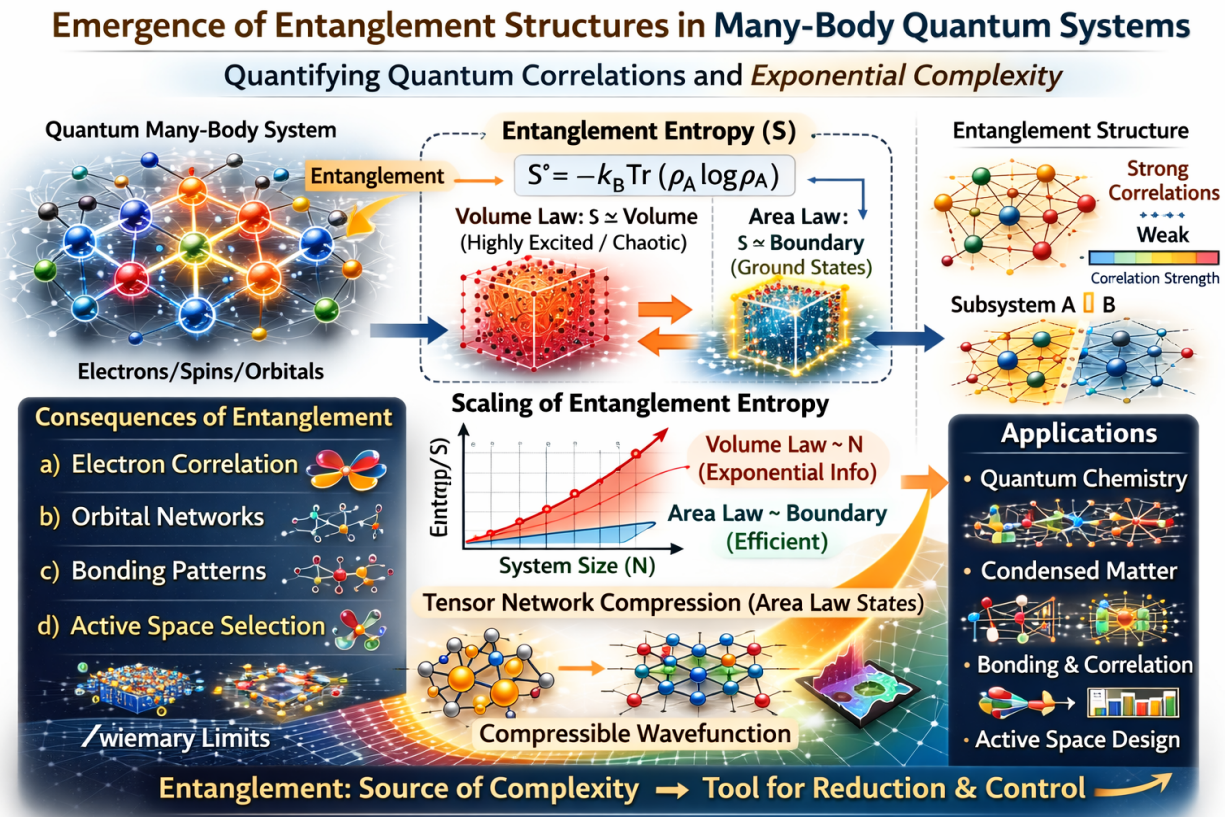 Emergence of Entanglement Structures in Many-Body Quantum Systems
Quantifying Quantum Correlations and Exponential Complexity
Quantum Many-Body System
Entanglement
Electrons/Spins/Orbitals
Entanglement Entropy (S)
S° = −k_B Tr (ρ_A log ρ_A)
Volume Law: S ≃ Volume
(Highly Excited / Chaotic)
Area Law:
S ≃ Boundary
(Ground States)
Entanglement Structure
Strong
Correlations
Weak
Correlation Strength
Subsystem A B
Consequences of Entanglement
a) Electron Correlation
b) Orbital Networks
c) Bonding Patterns
d) Active Space Selection
/wiemary Limits
Scaling of Entanglement Entropy
Volume Law ~ N
(Exponential Info)
Area Law ~ Boundary
(Efficient)
System Size (N)
Tensor Network Compression (Area Law States)
Compressible Wavefunction
Applications
• Quantum Chemistry
• Condensed Matter
• Bonding & Correlation
• Active Space Design
Entanglement: Source of Complexity → Tool for Reduction & Control